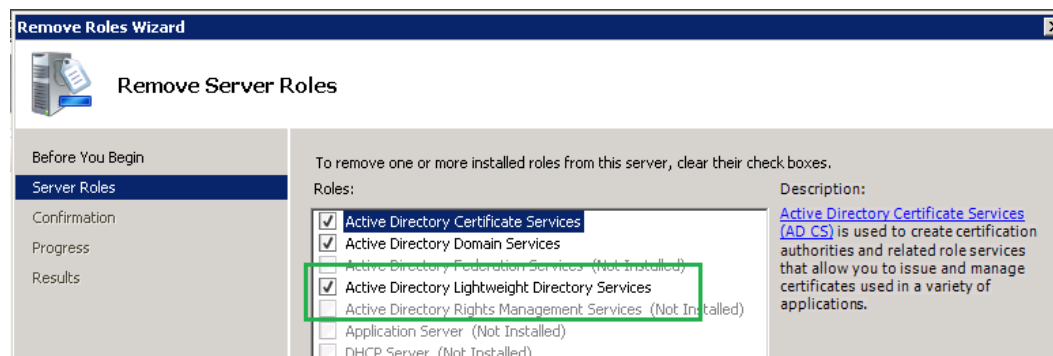 Remove Roles Wizard
Remove Server Roles
Before You Begin
Server Roles
Confirmation
Progress
Results
To remove one or more installed roles from this server, clear their check boxes.
Roles:
Active Directory Certificate Services
Active Directory Domain Services
Active Directory Federation Services (Not Installed)
Active Directory Lightweight Directory Services
Active Directory Rights Management Services (Not Installed)
Application Server (Not Installed)
DHCP Server (Not Installed)
Description:
Active Directory Certificate Services
(AD CS) is used to create certification
authorities and related role services
that allow you to issue and manage
certificates used in a variety of
applications.